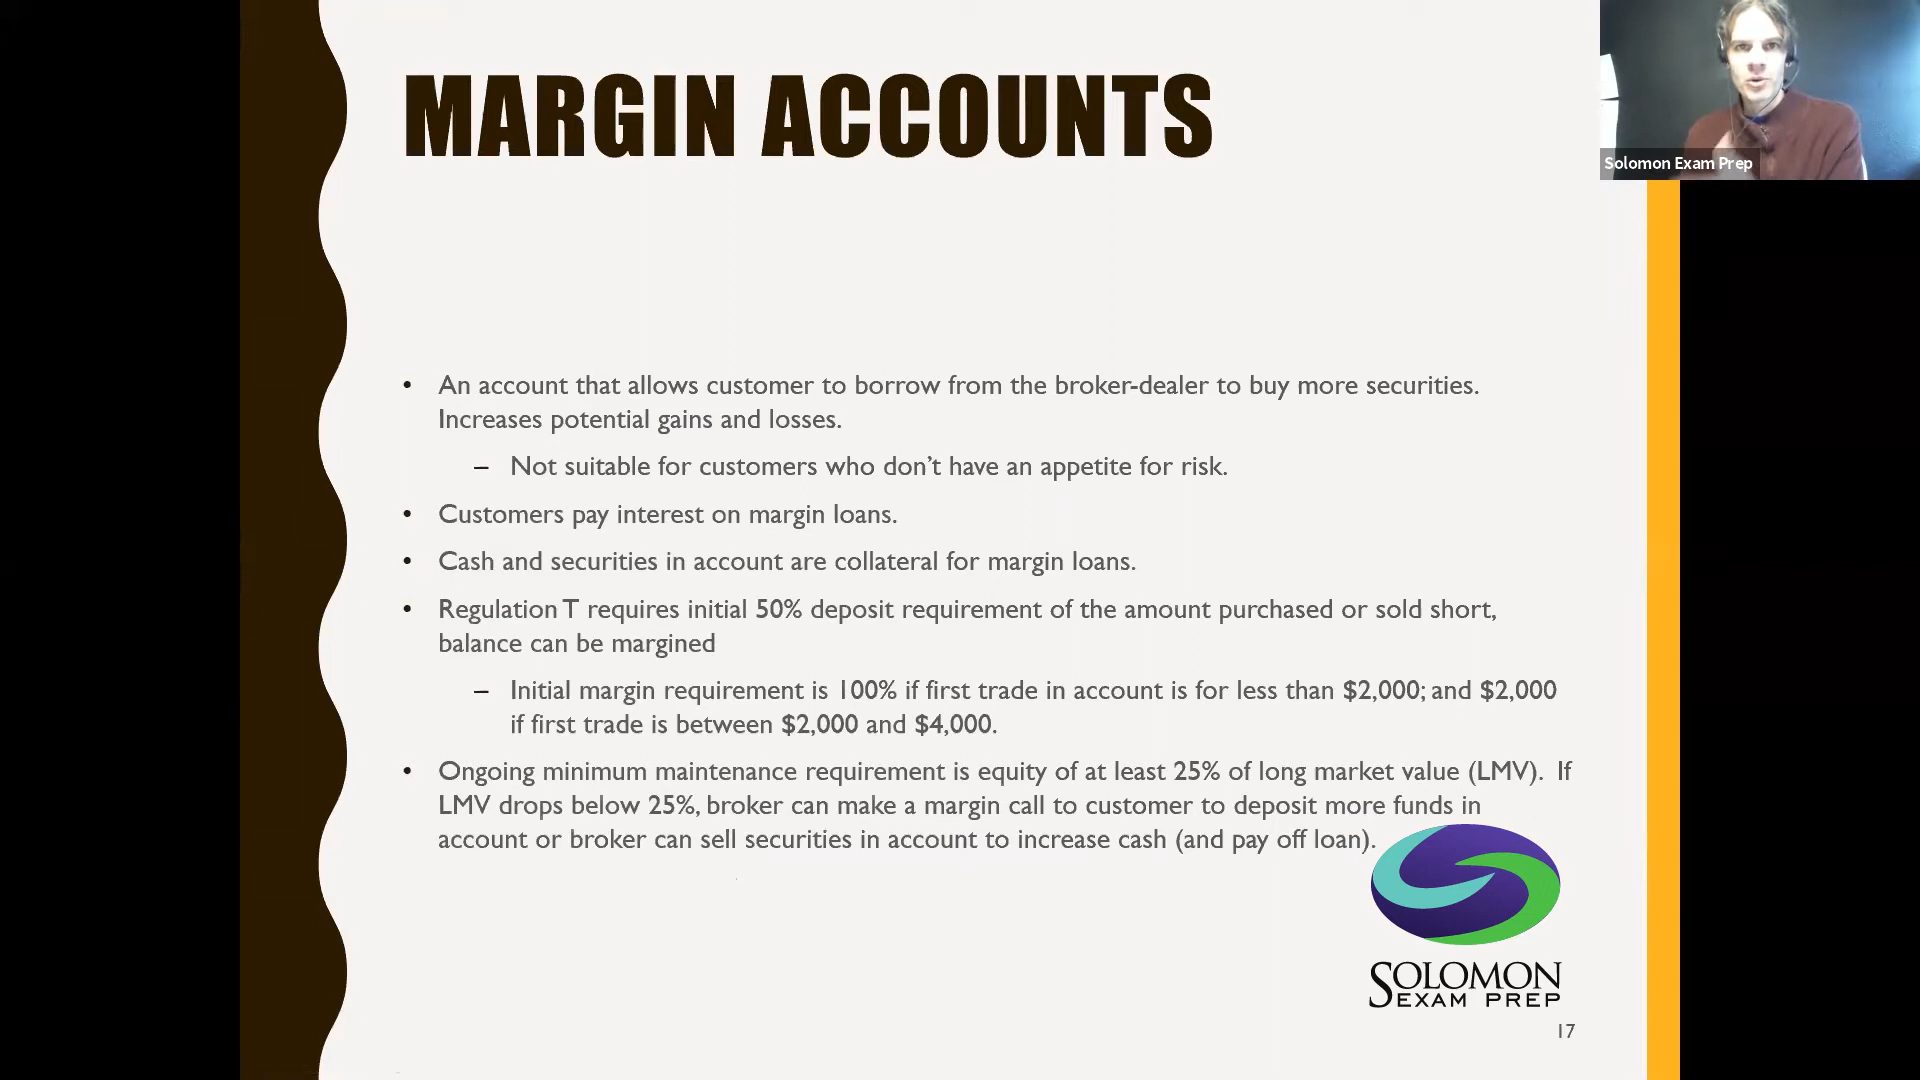 MARGIN ACCOUNTS
Solomon Exam Prep
• An account that allows customer to borrow from the broker-dealer to buy more securities.
Increases potential gains and losses.
– Not suitable for customers who don’t have an appetite for risk.
• Customers pay interest on margin loans.
• Cash and securities in account are collateral for margin loans.
• Regulation T requires initial 50% deposit requirement of the amount purchased or sold short,
balance can be margined
– Initial margin requirement is 100% if first trade in account is for less than $2,000; and $2,000
if first trade is between $2,000 and $4,000.
• Ongoing minimum maintenance requirement is equity of at least 25% of long market value (LMV). If
LMV drops below 25%, broker can make a margin call to customer to deposit more funds in
account or broker can sell securities in account to increase cash (and pay off loan).
SOLOMON
EXAM PREP
17